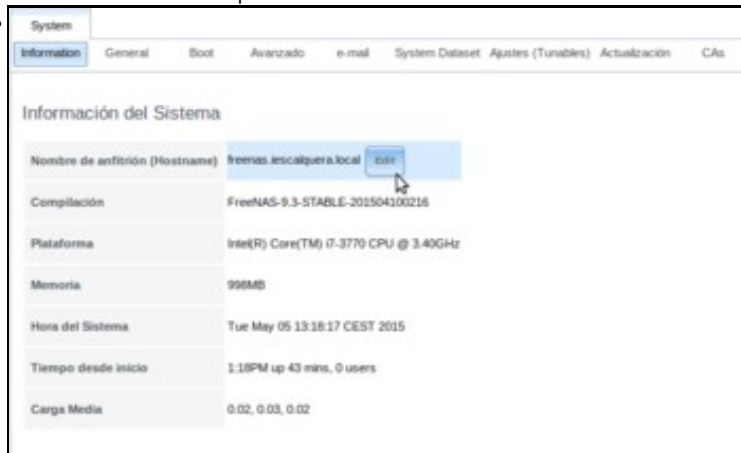 System
Information General Boot Avanzado e-mail System Dataset Ajustes (Tunables) Actualización CAs
Información del Sistema
Nombre de anfitrión (Hostname) freenas.iescalquera.local Edit
Compilación FreeNAS-9.3-STABLE-201504100216
Plataforma Intel(R) Core(TM) i7-3770 CPU @ 3.40GHz
Memoria 998MB
Hora del Sistema Tue May 05 13:18:17 CEST 2015
Tiempo desde inicio 1:18PM up 43 mins, 0 users
Carga Media 0.02, 0.03, 0.02